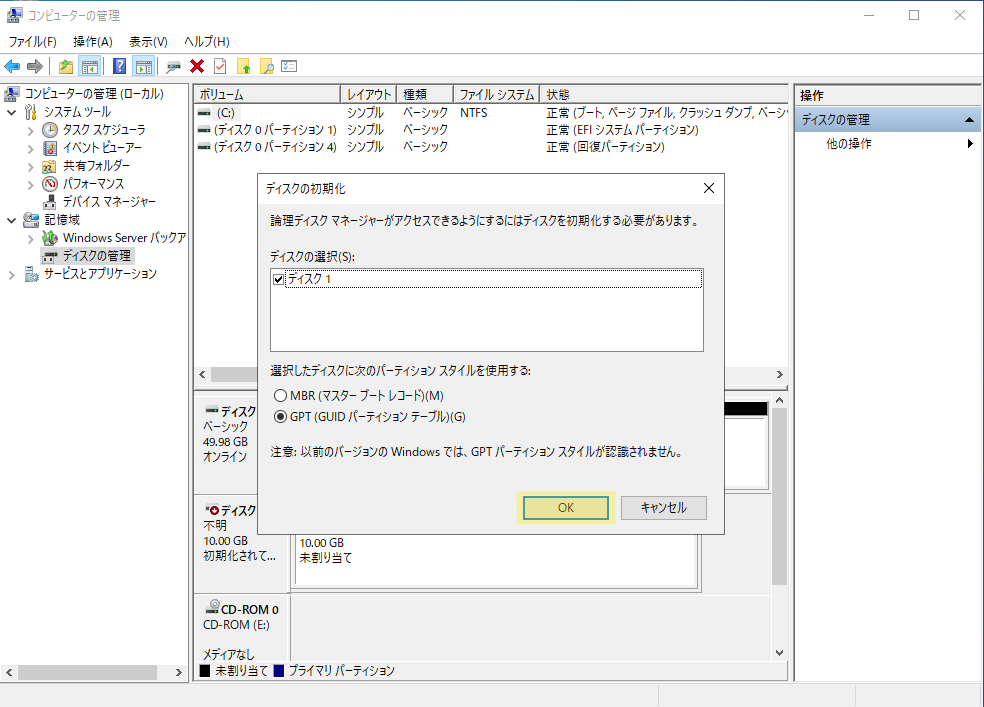 コンピューターの管理
ファイル(F) 操作(A) 表示(V) ヘルプ(H)
コンピューターの管理 (ローカル)
システム ツール
タスク スケジューラ
イベント ビューアー
共有フォルダー
パフォーマンス
デバイス マネージャー
記憶域
Windows Server バックア
ディスクの管理
サービスとアプリケーション
ボリューム レイアウト 種類 ファイル システム 状態
(C:) シンプル ベーシック NTFS 正常 (ブート, ページ ファイル, クラッシュ ダンプ, ベーシ
(ディスク 0 パーティション 1) シンプル ベーシック 正常 (EFI システム パーティション)
(ディスク 0 パーティション 4) シンプル ベーシック 正常 (回復パーティション)
ディスクの初期化
論理ディスク マネージャーがアクセスできるようにするにはディスクを初期化する必要があります。
ディスクの選択(S):
ディスク 1
選択したディスクに次のパーティション スタイルを使用する:
MBR (マスター ブート レコード)(M)
GPT (GUID パーティション テーブル)(G)
注意: 以前のバージョンの Windows では、GPT パーティション スタイルが認識されません。
OK キャンセル
ディスク
ベーシック
49.98 GB
オンライン
ディスク
不明
10.00 GB
初期化されて...
10.00 GB
未割り当て
CD-ROM 0
CD-ROM (E:)
メディアなし
未割り当て プライマリ パーティション
操作
ディスクの管理
他の操作